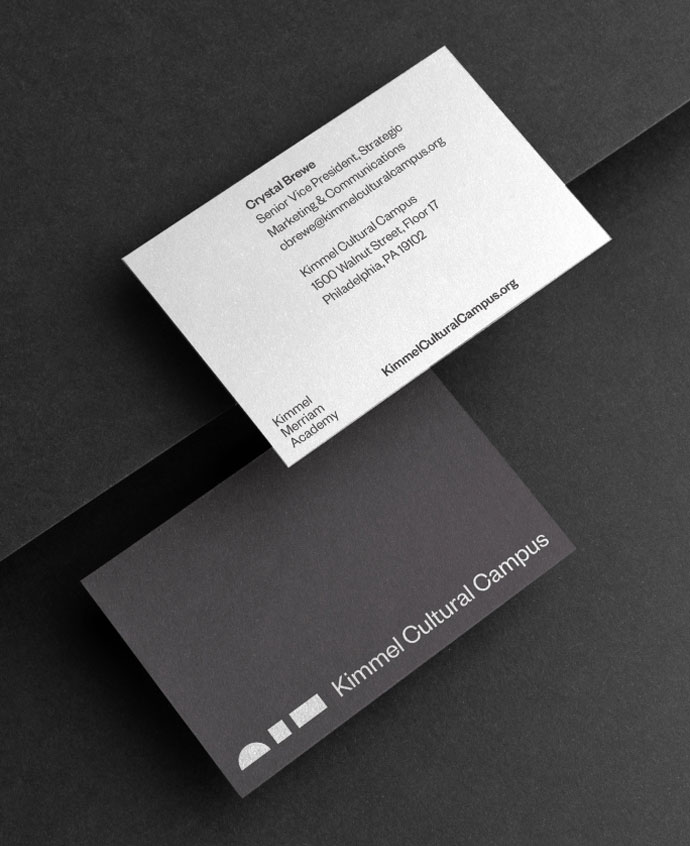 Crystal Brewe
Senior Vice President, Strategic
Marketing & Communications
cbrewe@kimmelculturalcampus.org
Kimmel Cultural Campus
1500 Walnut Street, Floor 17
Philadelphia, PA 19102
KimmelCulturalCampus.org
Kimmel
Merriam
Academy
Kimmel Cultural Campus